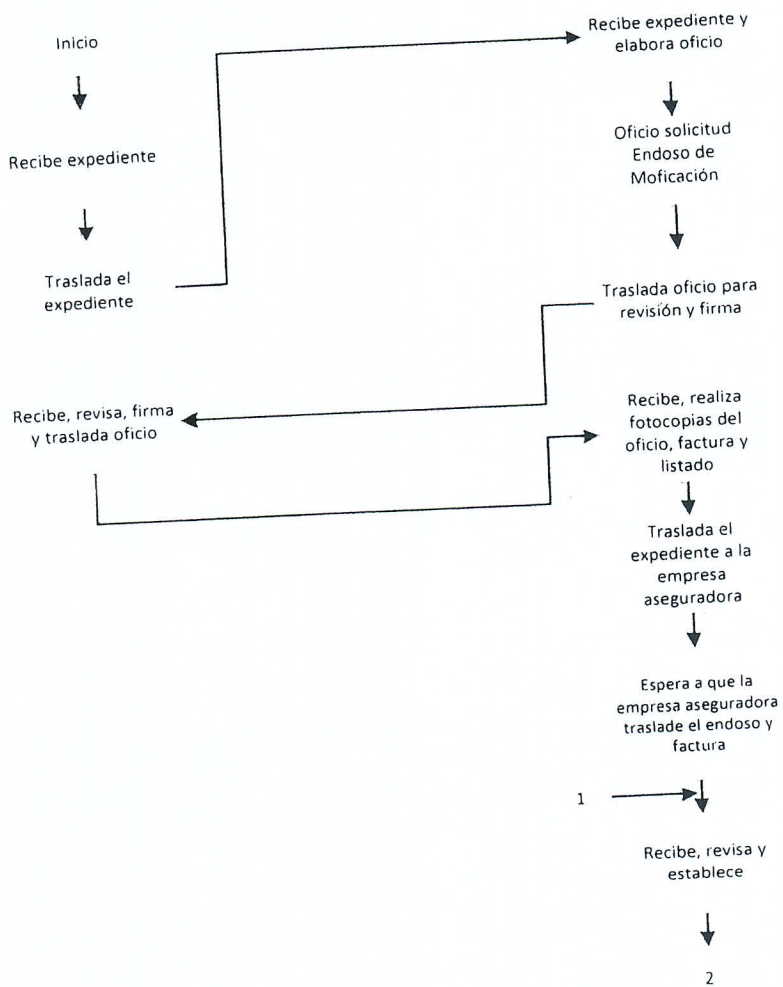 Inicio
Recibe expediente
Traslada el
expediente
Recibe expediente y
elabora oficio
Oficio solicitud
Endoso de
Moficación
Traslada oficio para
revisión y firma
Recibe, revisa, firma
y traslada oficio
Recibe, realiza
fotocopias del
oficio, factura y
listado
Traslada el
expediente a la
empresa
aseguradora
Espera a que la
empresa aseguradora
traslade el endoso y
factura
1
Recibe, revisa y
establece
2